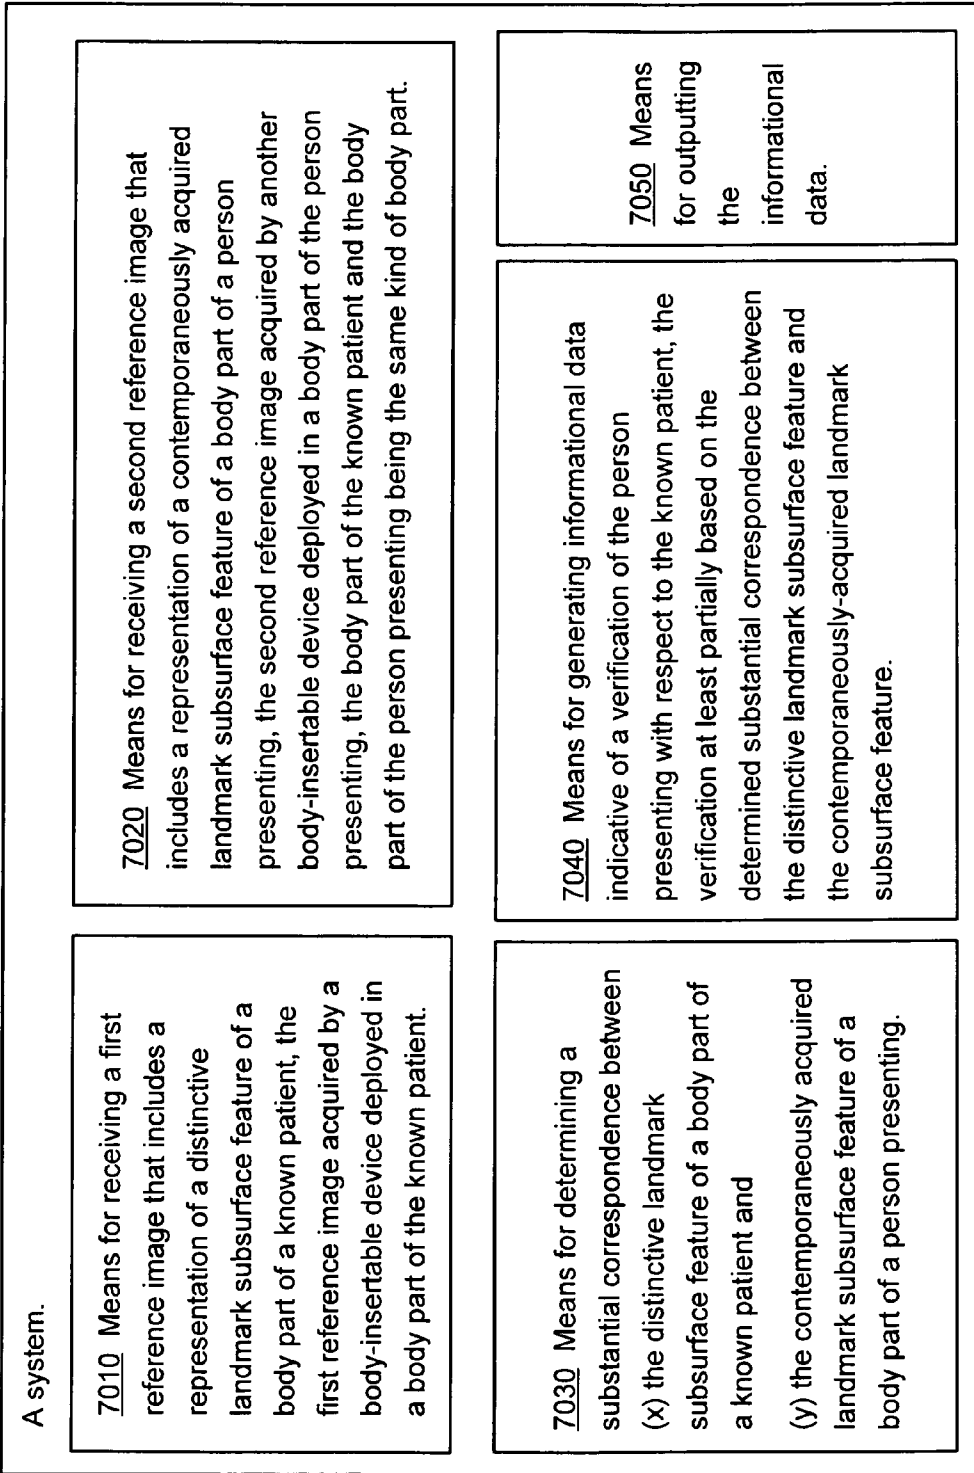 A system.
7010 Means for receiving a first
reference image that includes a
representation of a distinctive
landmark subsurface feature of a
body part of a known patient, the
first reference image acquired by a
body-insertable device deployed in
a body part of the known patient.
7020 Means for receiving a second reference image that
includes a representation of a contemporaneously acquired
landmark subsurface feature of a body part of a person
presenting, the second reference image acquired by another
body-insertable device deployed in a body part of the person
presenting, the body part of the known patient and the body
part of the person presenting being the same kind of body part.
7030 Means for determining a
substantial correspondence between
(x) the distinctive landmark
subsurface feature of a body part of
a known patient and
(y) the contemporaneously acquired
landmark subsurface feature of a
body part of a person presenting.
7040 Means for generating informational data
indicative of a verification of the person
presenting with respect to the known patient, the
verification at least partially based on the
determined substantial correspondence between
the distinctive landmark subsurface feature and
the contemporaneously-acquired landmark
subsurface feature.
7050 Means
for outputting
the
informational
data.